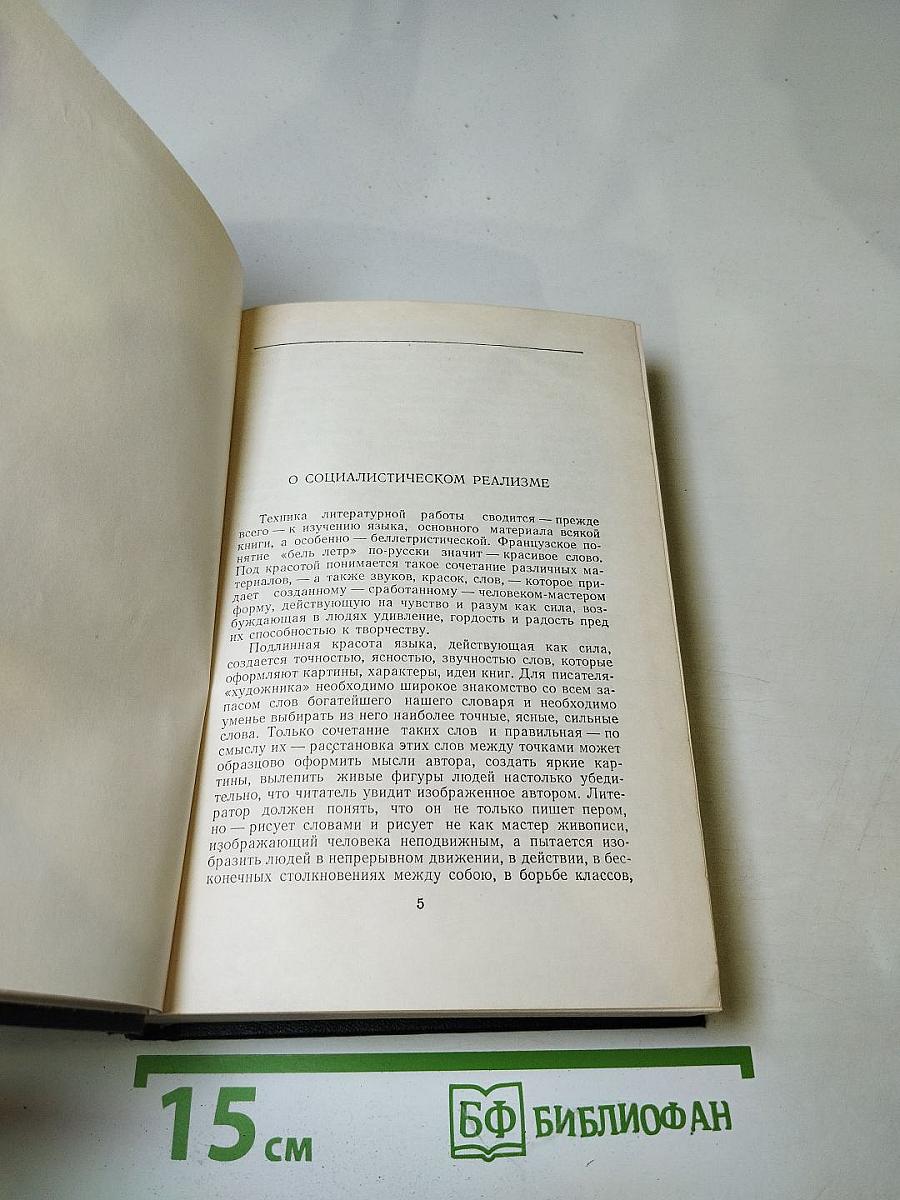 О СОЦИАЛИСТИЧЕСКОМ РЕАЛИЗМЕ
Техника литературной работы сводится — прежде
всего — к изучению языка, основного материала всякой
книги, а особенно — беллетристической. Французское по-
нятие «бель летр» по-русски значит — красивое слово.
Под красотой понимается такое сочетание различных ма-
териалов, — а также звуков, красок, слов, — которое при-
дает созданному — сработанному — человеком-мастером
форму, действующую на чувство и разум как сила, воз-
буждающая в людях удивление, гордость и радость пред
их способностью к творчеству.
Подлинная красота языка, действующая как сила,
создается точностью, ясностью, звучностью слов, которые
оформляют картины, характеры, идеи книг. Для писателя-
«художника» необходимо широкое знакомство со всем за-
пасом слов богатейшего нашего словаря и необходимо
уменье выбирать из него наиболее точные, ясные, сильные
слова. Только сочетание таких слов и правильная — по
смыслу их — расстановка этих слов между точками может
образцово оформить мысли автора, создать яркие кар-
тины, вылепить живые фигуры людей настолько убеди-
тельно, что читатель увидит изображенное автором. Лите-
ратор должен понять, что он не только пишет пером,
но — рисует словами и рисует не как мастер живописи,
изображающий человека неподвижным, а пытается изо-
бразить людей в непрерывном движении, в действии, в бес-
конечных столкновениях между собою, в борьбе классов,
5
15 см
БФ БИБЛИОФАН